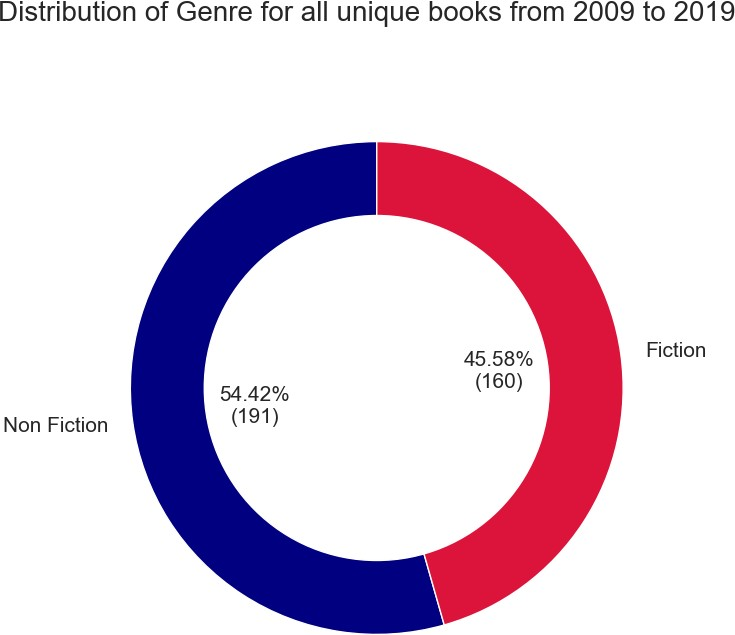 Distribution of Genre for all unique books from 2009 to 2019
Fiction
45.58%
(160)
54.42%
(191)
Non Fiction